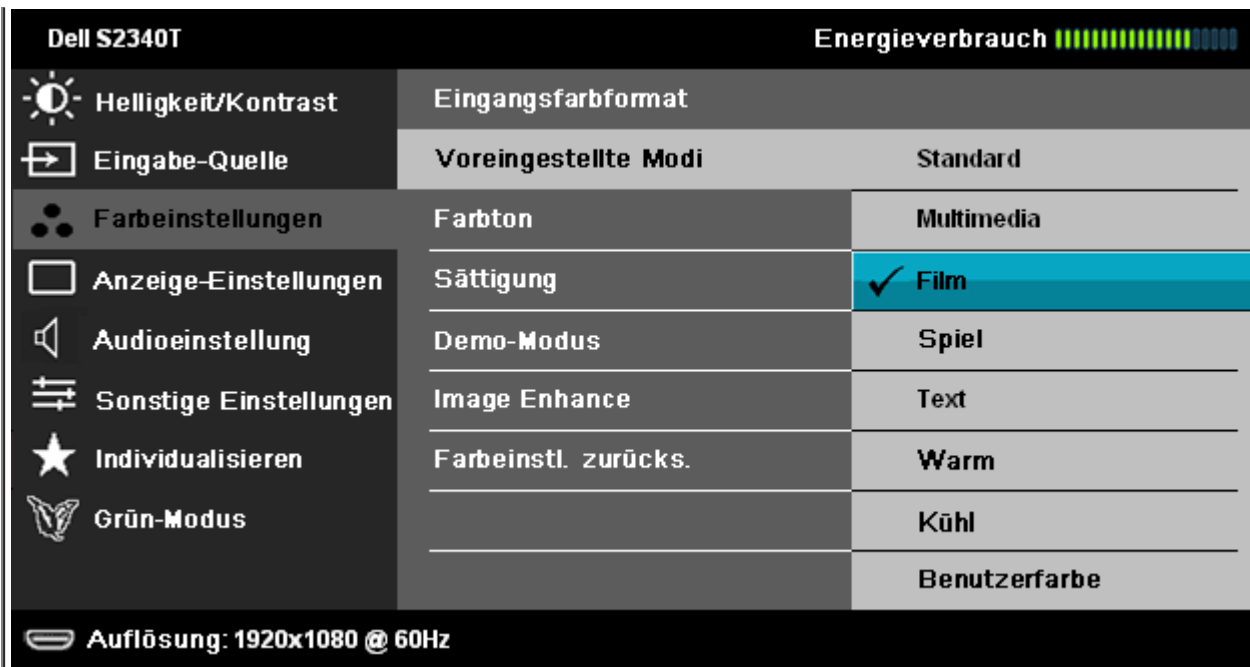 Dell S2340T
Energieverbrauch
Helligkeit/Kontrast
Eingabe-Quelle
Farbeinstellungen
Anzeige-Einstellungen
Audioeinstellung
Sonstige Einstellungen
Individualisieren
Grün-Modus
Eingangsfarbformat
Voreingestellte Modi
Farbton
Sättigung
Demo-Modus
Image Enhance
Farbeinstl. zurücks.
Standard
Multimedia
Film
Spiel
Text
Warm
Kühl
Benutzerfarbe
Auflösung: 1920x1080 @ 60Hz